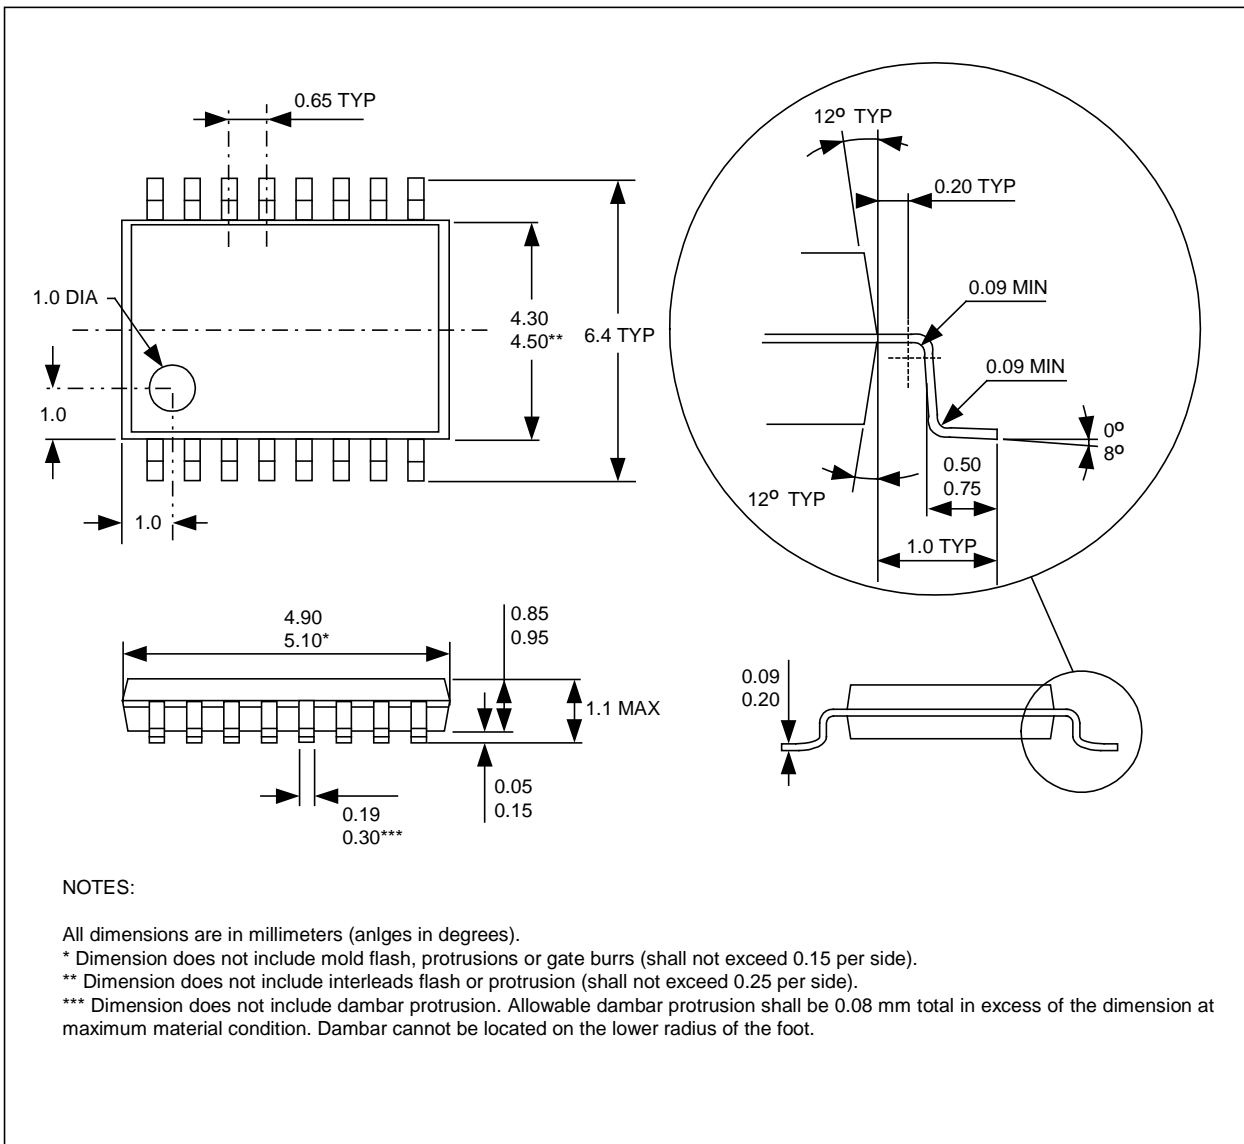 0.65 TYP
12º TYP
0.20 TYP
1.0 DIA
0.09 MIN
4.30
4.50**
6.4 TYP
0.09 MIN
1.0
0º
8º
0.50
0.75
12º TYP
1.0
1.0 TYP
4.90
5.10*
0.85
0.95
0.09
0.20
1.1 MAX
0.05
0.15
0.19
0.30***
NOTES:
All dimensions are in millimeters (anlges in degrees).
* Dimension does not include mold flash, protrusions or gate burrs (shall not exceed 0.15 per side).
** Dimension daes not include interleads flash or protrusion (shall not exceed 0.25 per side).
*** Dimension does not include dambar protrusion. Allowable dambar protrusion shall be 0.08 mm total in excess of the dimension at
maximum material condition. Dambar cannot be located on the lower radius of the foot.